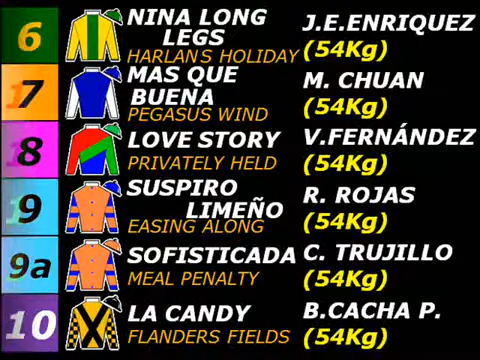 6 NINA LONG LEGS J.E.ENRIQUEZ
HARLANS HOLIDAY (54Kg)
7 MAS QUE BUEÑA M. CHUAN
PEGASUS WIND (54Kg)
8 LOVE STORY V.FERNÁNDEZ
PRIVATELY HELD (54Kg)
9 SUSPIRO LIMEÑO R. ROJAS
EASING ALONG (54Kg)
9a SOFISTICADA C. TRUJILLO
MEAL PENALTY (54Kg)
10 LA CANDY B.CACHA P.
FLANDERS FIELDS (54Kg)